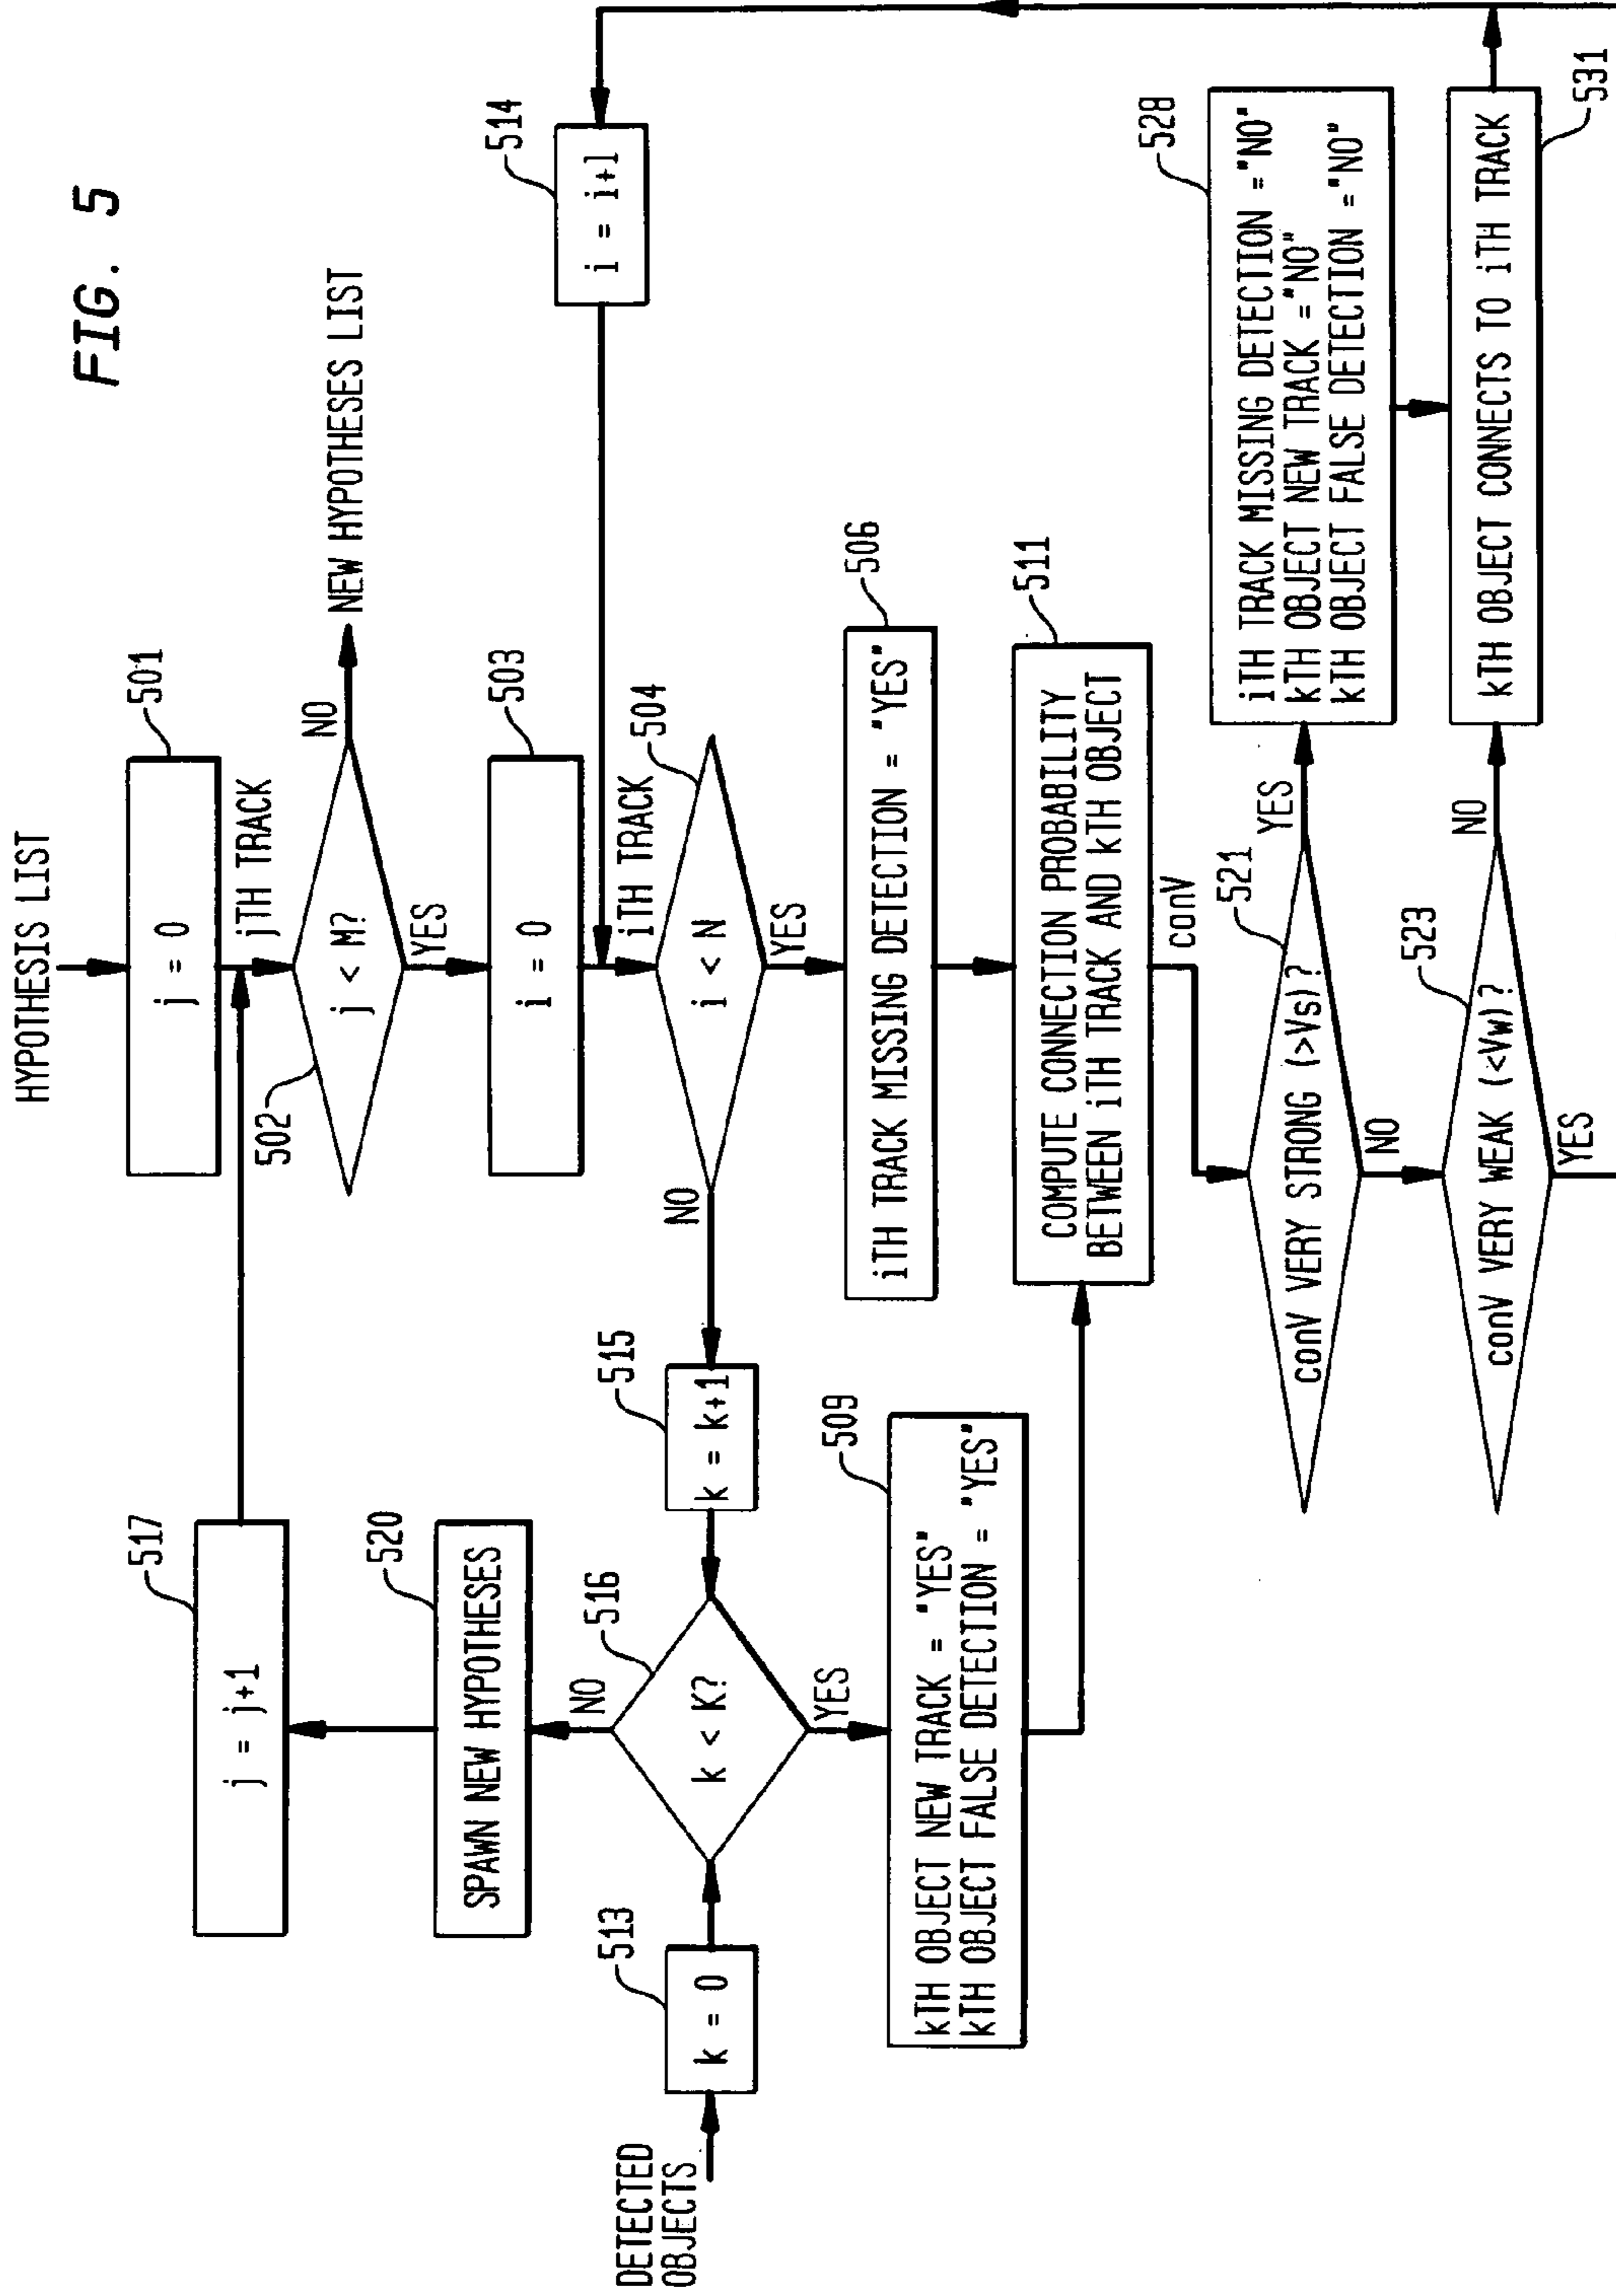 FIG. 5
HYPOTHESIS LIST
501
j = 0
jTH TRACK
502
j < M?
NO
NEW HYPOTHESES LIST
YES
503
i = 0
514
i = i+1
iTH TRACK
504
i < N
NO
YES
517
j = j+1
520
SPAWN NEW HYPOTHESES
NO
516
515
k = k+1
k < K?
513
k = 0
DETECTED
OBJECTS
YES
509
kTH OBJECT NEW TRACK = "YES"
kTH OBJECT FALSE DETECTION = "YES"
506
iTH TRACK MISSING DETECTION = "YES"
511
COMPUTE CONNECTION PROBABILITY
BETWEEN iTH TRACK AND kTH OBJECT
conV
521
conV VERY STRONG (>Vs)?
YES
NO
528
iTH TRACK MISSING DETECTION ="NO"
kTH OBJECT NEW TRACK ="NO"
kTH OBJECT FALSE DETECTION ="NO"
523
conV VERY WEAK (<Vw)?
NO
YES
kTH OBJECT CONNECTS TO iTH TRACK
531